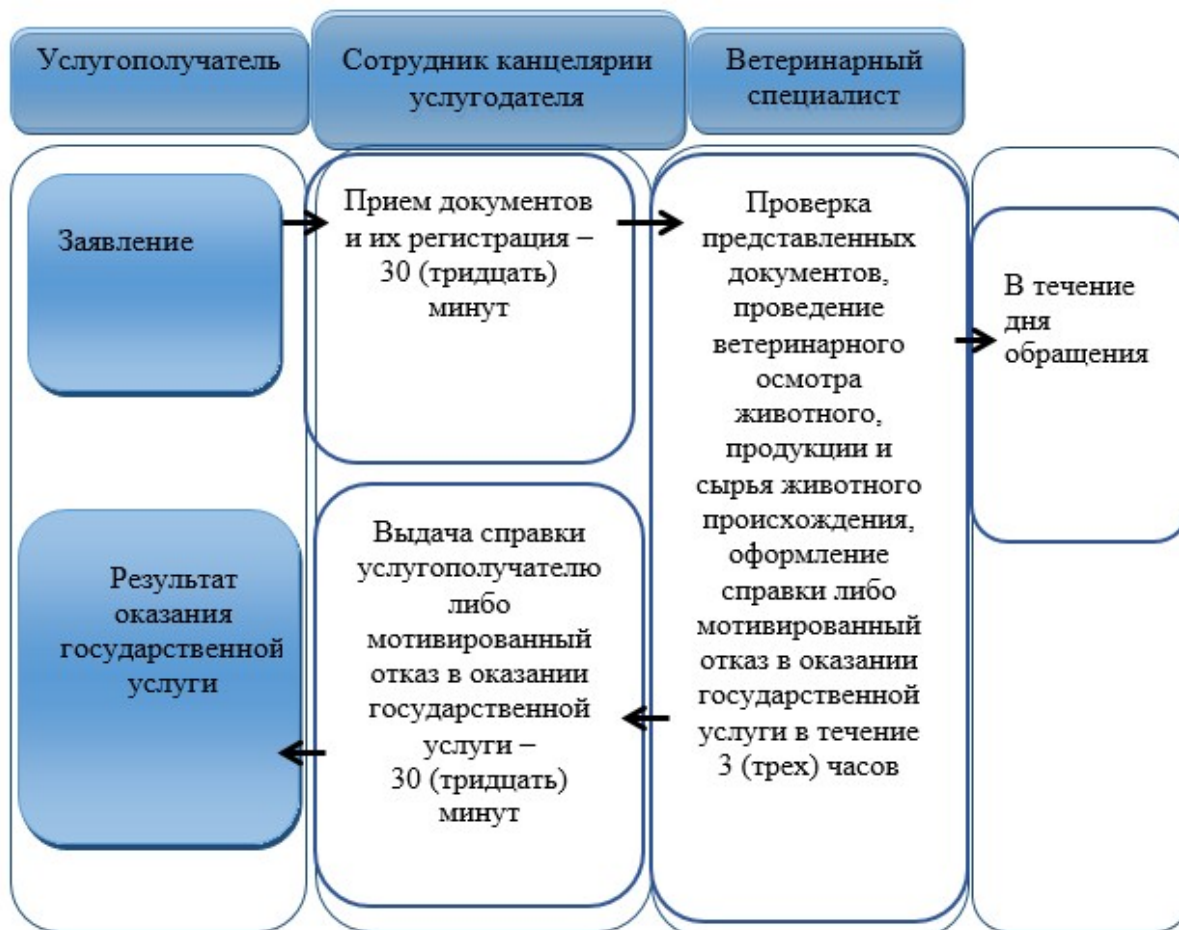 Услугополучатель
Сотрудник канцелярии
услугодателя
Ветеринарный
специалист
Заявление
Прием документов
и их регистрация –
30 (тридцать)
минут
Проверка
представленных
документов,
проведение
ветеринарного
осмотра
животного,
продукции и
сырья животного
происхождения,
оформление
справки либо
мотивированный
отказ в оказании
государственной
услуги в течение
3 (трех) часов
В течение
дня
обращения
Выдача справки
услугополучателю
либо
мотивированный
отказ в оказании
государственной
услуги –
30 (тридцать)
минут
Результат
оказания
государственной
услуги